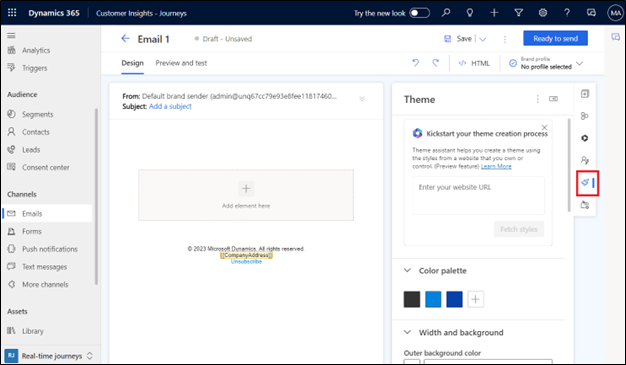 Dynamics 365
Customer Insights - Journeys
Try the new look
MA
Analytics
Triggers
Audience
Segments
Contacts
Leads
Consent center
Channels
Emails
Forms
Push notifications
Text messages
More channels
Assets
Library
RJ Real-time journeys
Email 1
Draft - Unsaved
Save
Ready to send
Design
Preview and test
HTML
Brand profile
No profile selected
From: Default brand sender (admin@unq67cc79e93e8fee11817460...
Subject: Add a subject
Add element here
© 2023 Microsoft Dynamics. All rights reserved.
{{CompanyAddress}}
Unsubscribe
Theme
Kickstart your theme creation process
Theme assistant helps you create a theme using
the styles from a website that you own or
control. (Preview feature) Learn More
Enter your website URL
Fetch styles
Color palette
Width and background
Outer background color